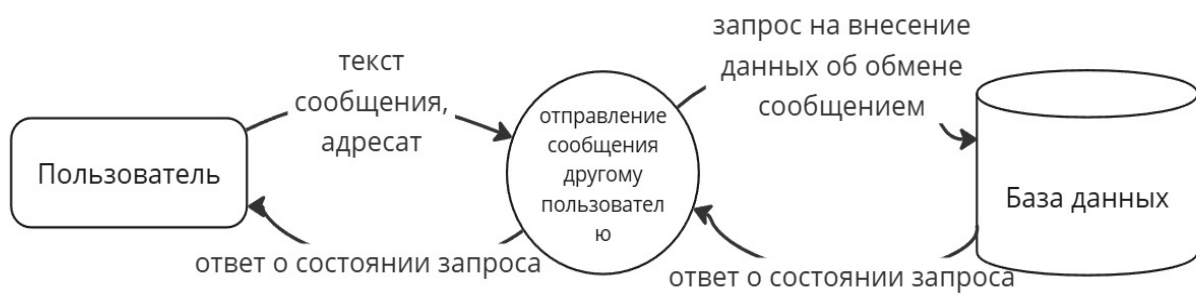 Пользователь
текст
сообщения,
адресат
отправление
сообщения
другому
пользовател
ю
запрос на внесение
данных об обмене
сообщением
База данных
ответ о состоянии запроса
ответ о состоянии запроса